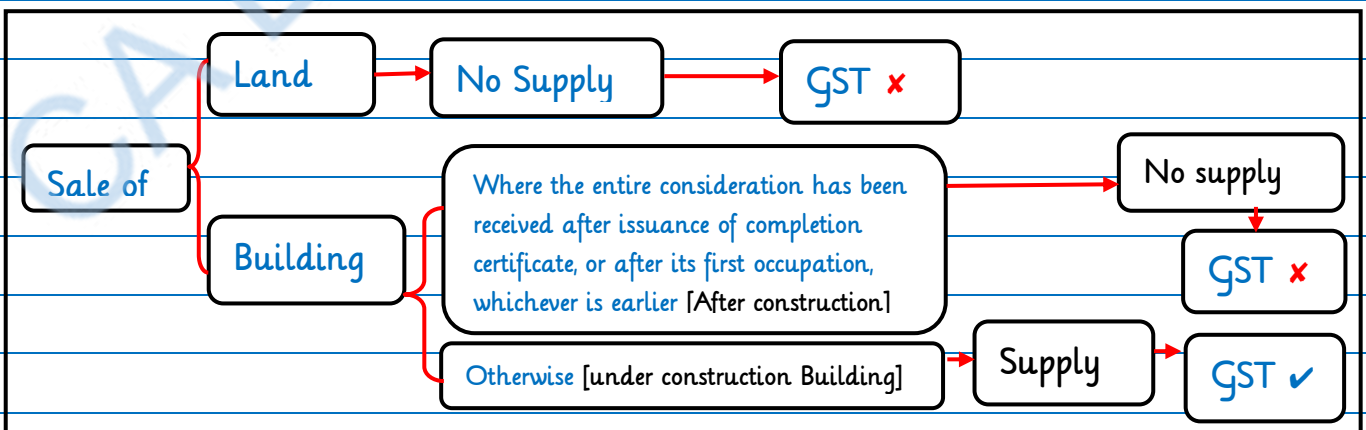 Land
No Supply
GST ✘
Sale of
Building
Where the entire consideration has been
received after issuance of completion
certificate, or after its first occupation,
whichever is earlier [After construction]
No supply
GST ✘
Otherwise [under construction Building]
Supply
GST ✔